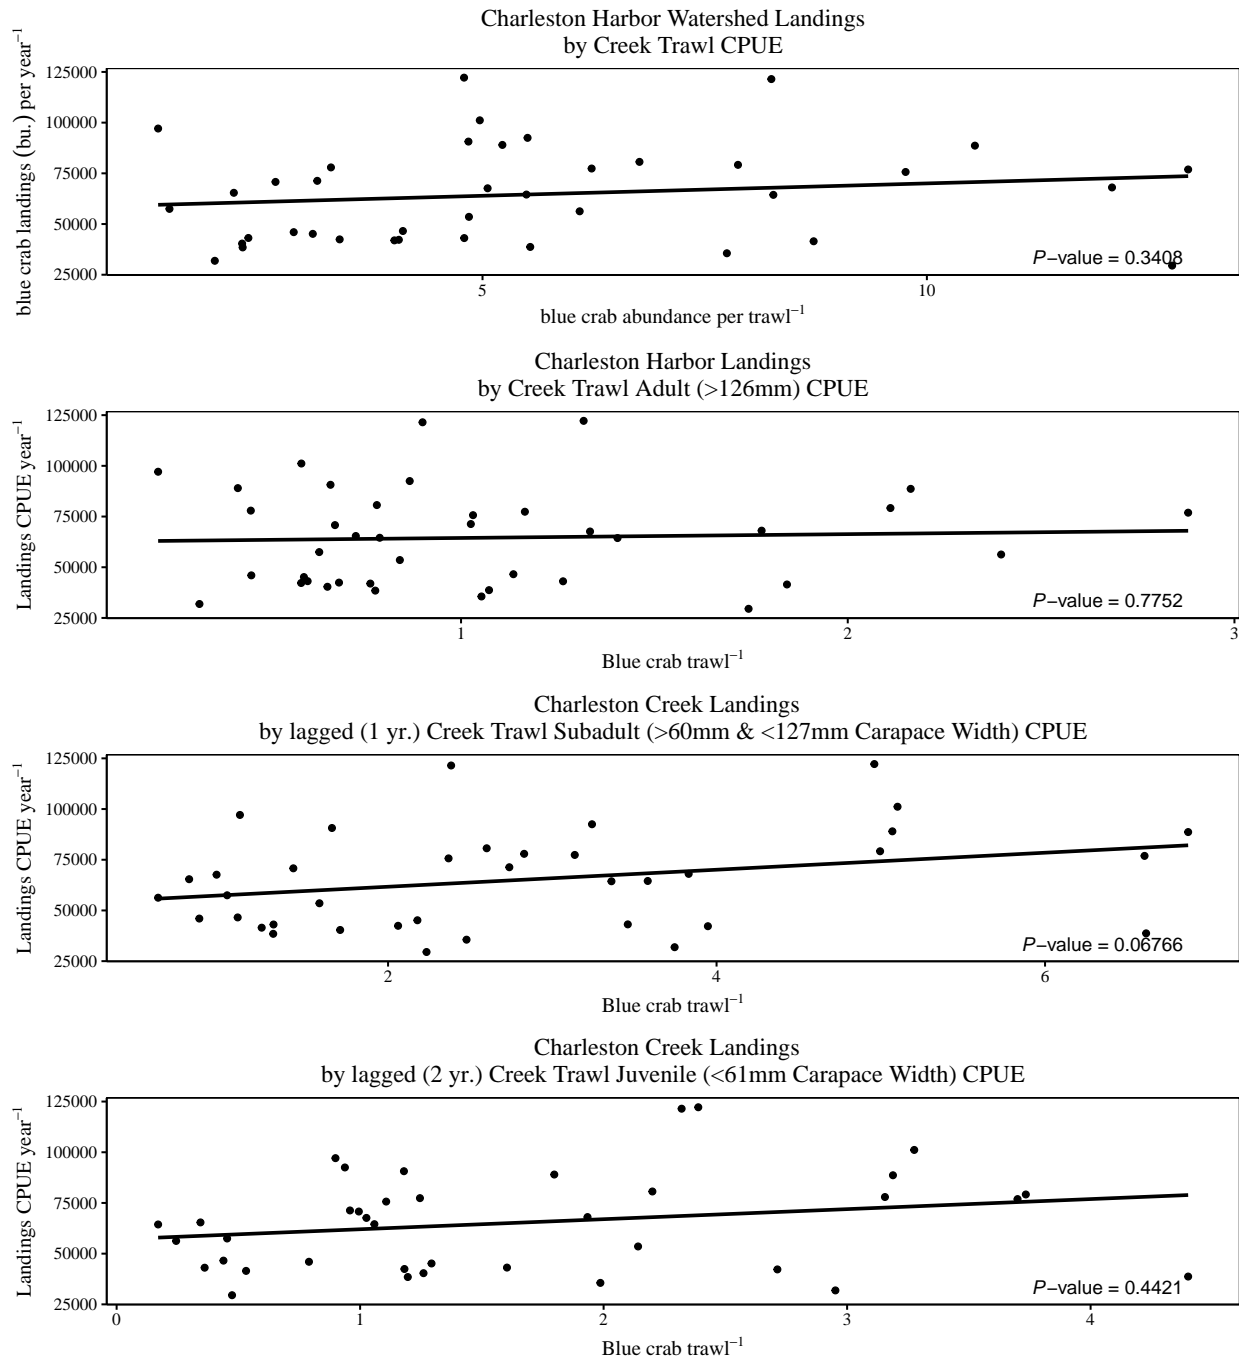 Charleston Harbor Watershed Landings
by Creek Trawl CPUE
blue crab landings (bu.) per year⁻¹
125000
100000
75000
50000
25000
P−value = 0.3408
5
10
blue crab abundance per trawl⁻¹
Charleston Harbor Landings
by Creek Trawl Adult (>126mm) CPUE
Landings CPUE year⁻¹
125000
100000
75000
50000
25000
P−value = 0.7752
1
2
3
Blue crab trawl⁻¹
Charleston Creek Landings
by lagged (1 yr.) Creek Trawl Subadult (>60mm & <127mm Carapace Width) CPUE
Landings CPUE year⁻¹
125000
100000
75000
50000
25000
P−value = 0.06766
2
4
6
Blue crab trawl⁻¹
Charleston Creek Landings
by lagged (2 yr.) Creek Trawl Juvenile (<61mm Carapace Width) CPUE
Landings CPUE year⁻¹
125000
100000
75000
50000
25000
P−value = 0.4421
0
1
2
3
4
Blue crab trawl⁻¹